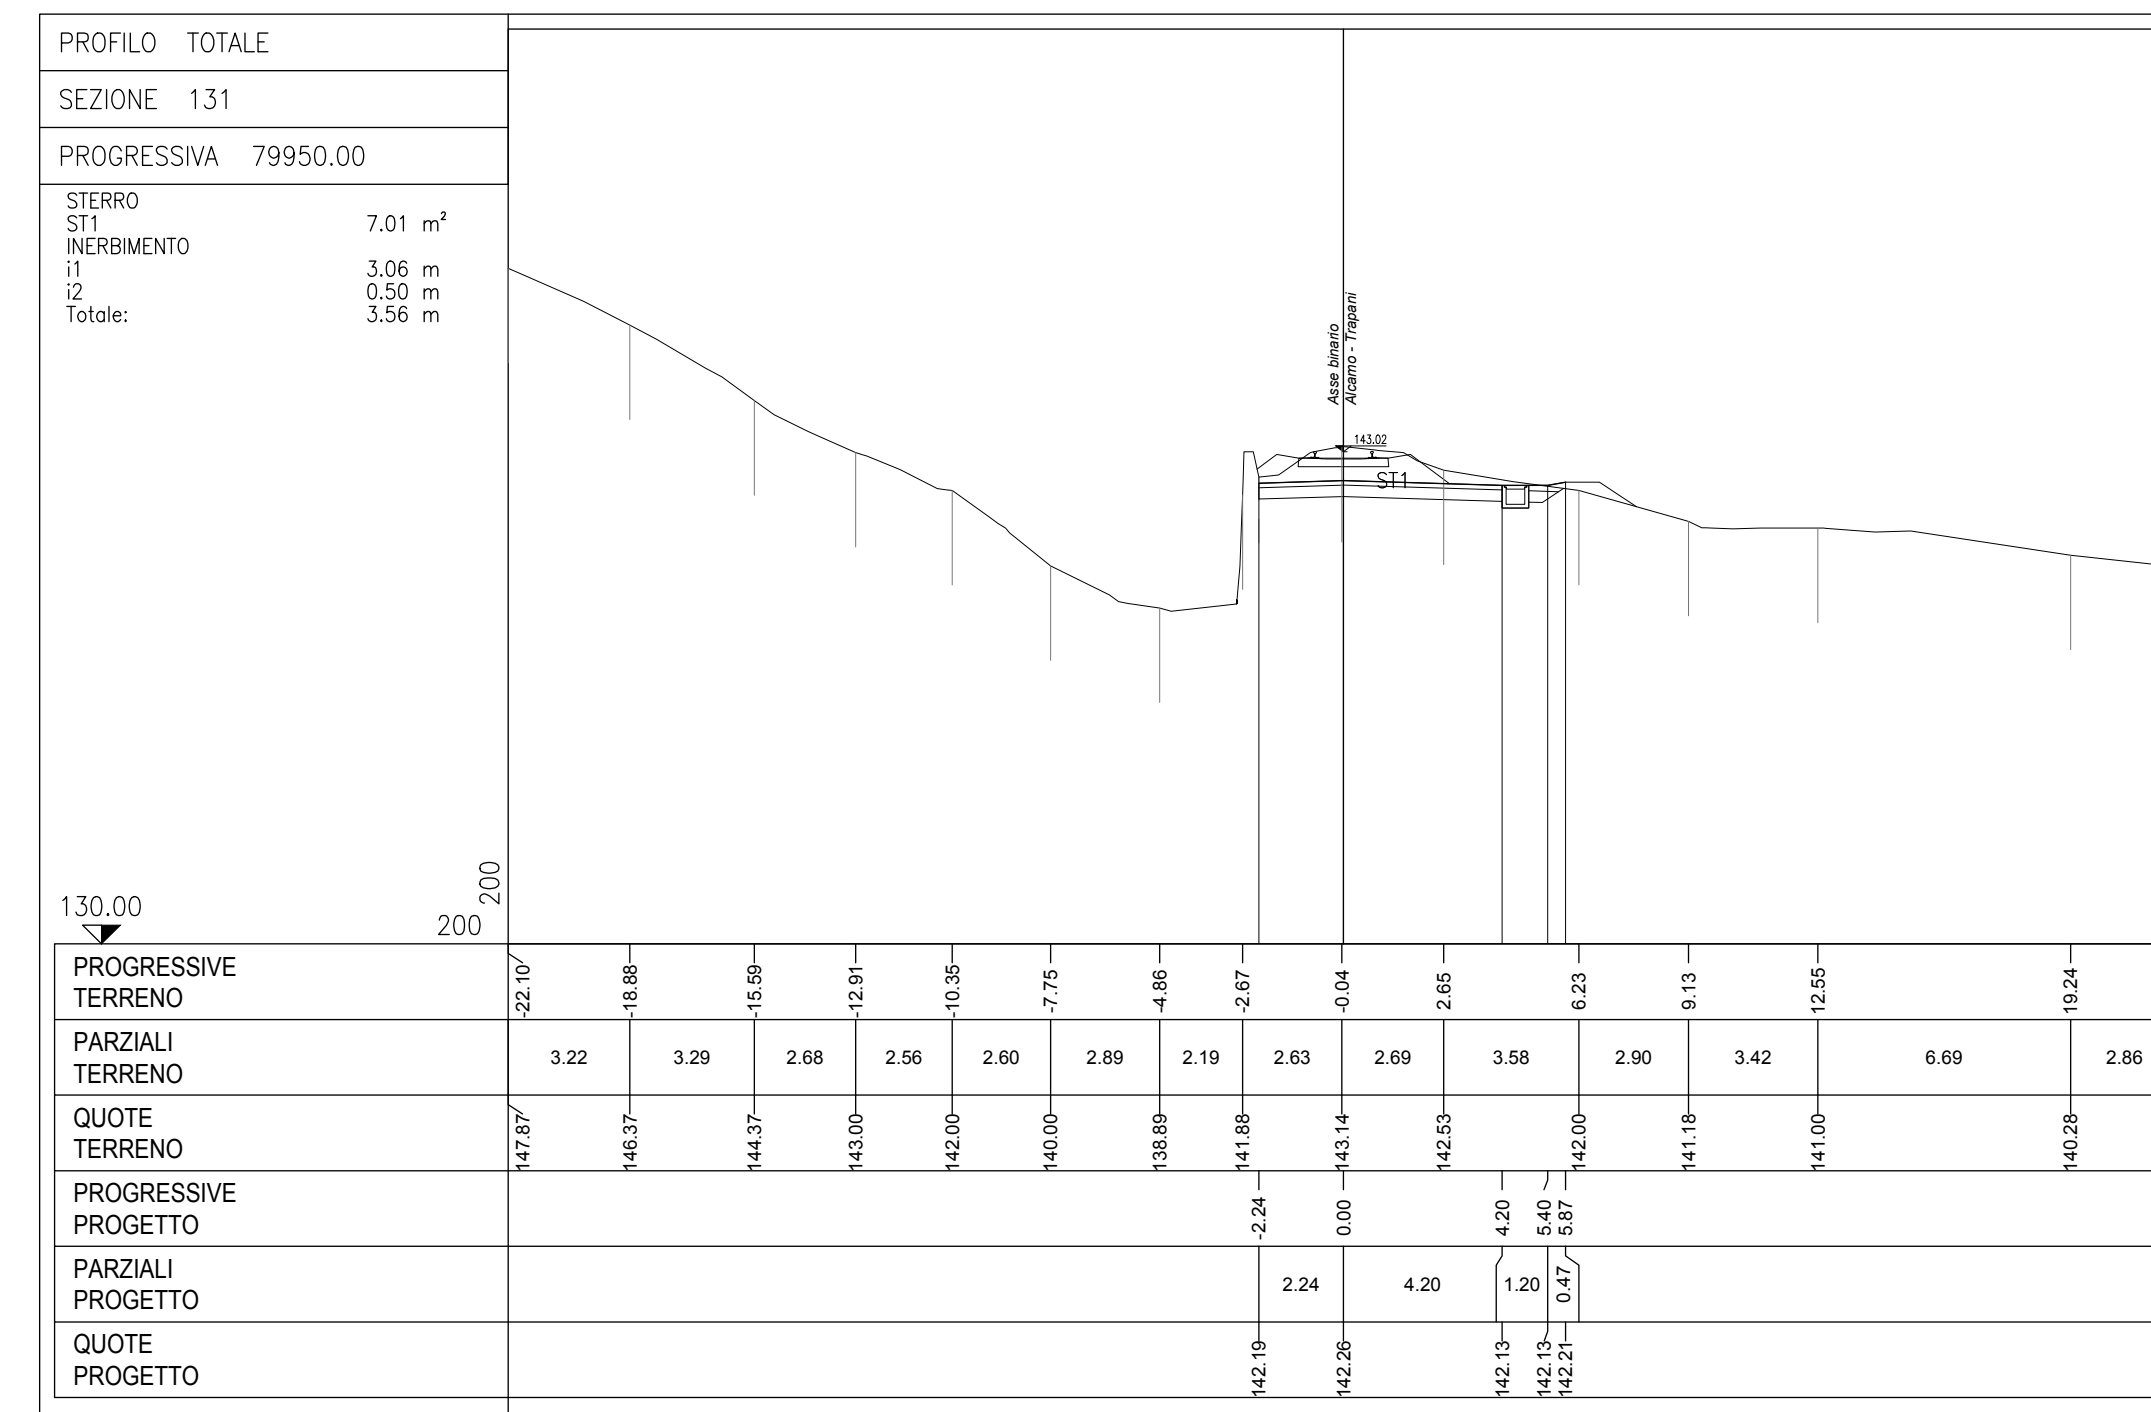 PROFILO TOTALE
SEZIONE 131
PROGRESSIVA 79950.00
STERRO
ST1 7.01 m²
INERBIMENTO
i1 3.06 m
i2 0.50 m
Totale: 3.56 m
Asse binario
Alcamo - Trapani
143.02
ST1
200
130.00
200
PROGRESSIVE
TERRENO
-22.10 -18.88 -15.59 -12.91 -10.35 -7.75 -4.86 -2.67 -0.04 2.65 6.23 9.13 12.55 19.24
PARZIALI
TERRENO
3.22 3.29 2.68 2.56 2.60 2.89 2.19 2.63 2.69 3.58 2.90 3.42 6.69 2.86
QUOTE
TERRENO
147.87 146.37 144.37 143.00 142.00 140.00 138.89 141.88 143.14 142.53 142.00 141.18 141.00 140.28
PROGRESSIVE
PROGETTO
-2.24 0.00 4.20 5.40 5.87
PARZIALI
PROGETTO
2.24 4.20 1.20 0.47
QUOTE
PROGETTO
142.19 142.26 142.13 142.13 142.21